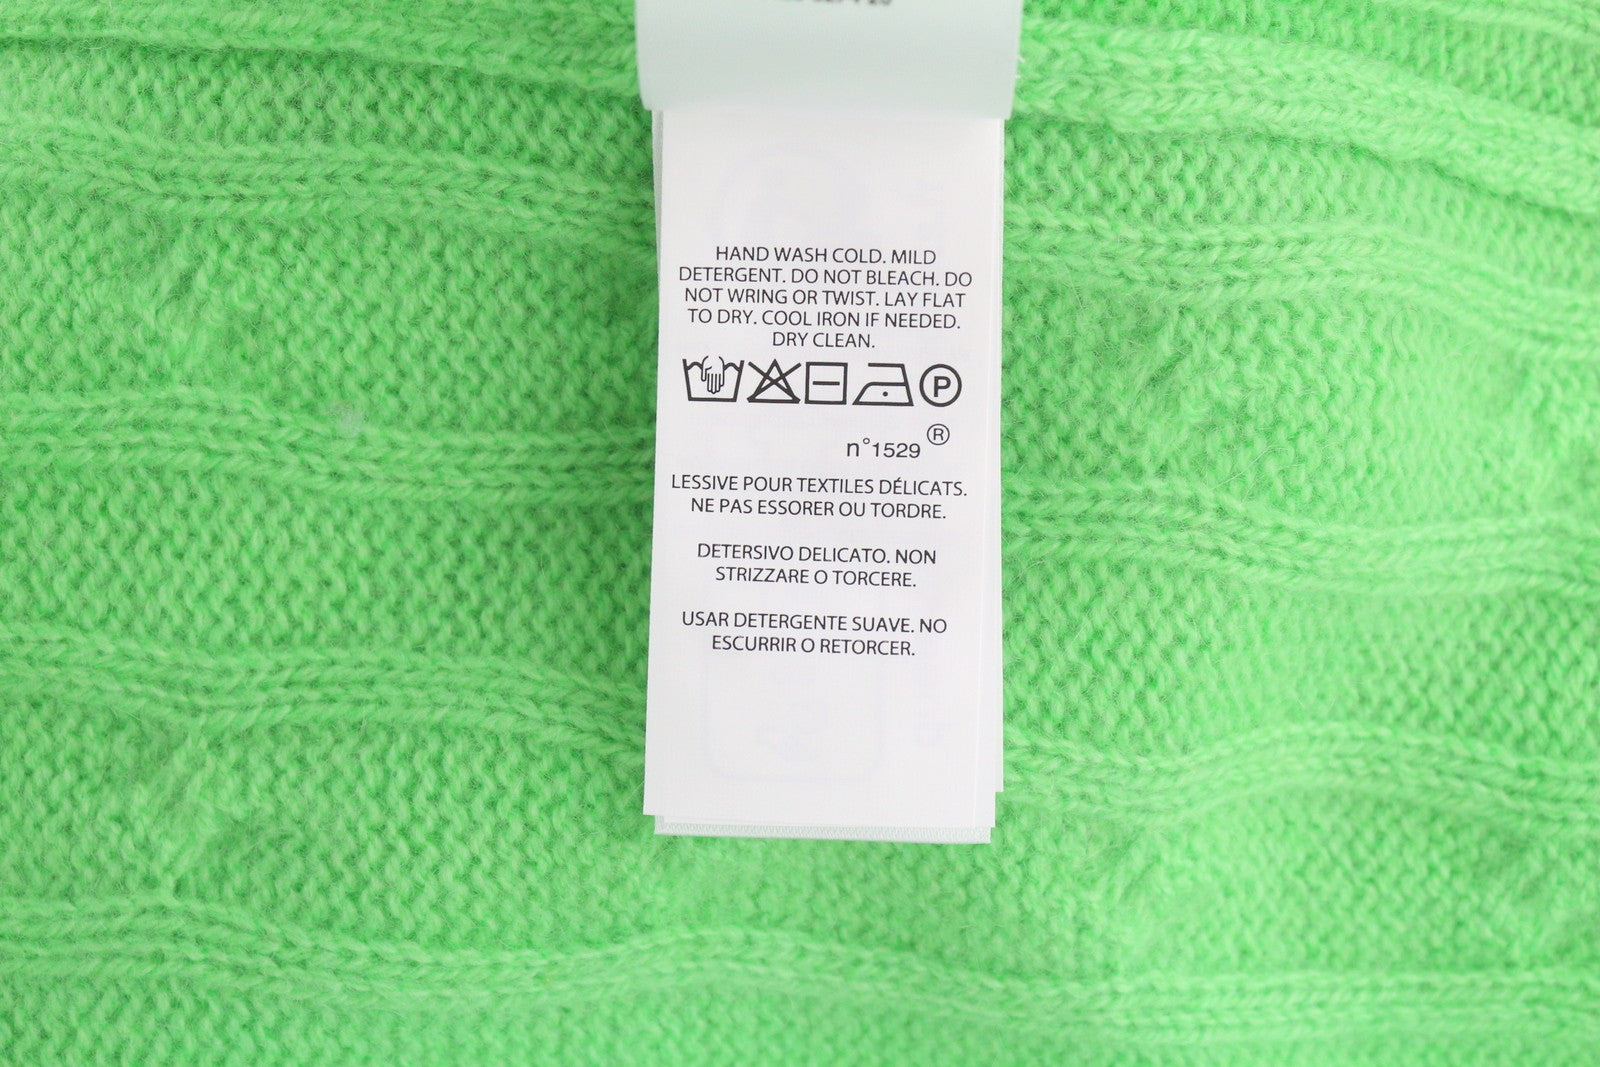 HAND WASH COLD. MILD
DETERGENT. DO NOT BLEACH. DO
NOT WRING OR TWIST. LAY FLAT
TO DRY. COOL IRON IF NEEDED.
DRY CLEAN.
P
n°1529 ®
LESSIVE POUR TEXTILES DÉLICATS.
NE PAS ESSORER OU TORDRE.
DETERSIVO DELICATO. NON
STRIZZARE O TORCERE.
USAR DETERGENTE SUAVE. NO
ESCURRIR O RETORCER.